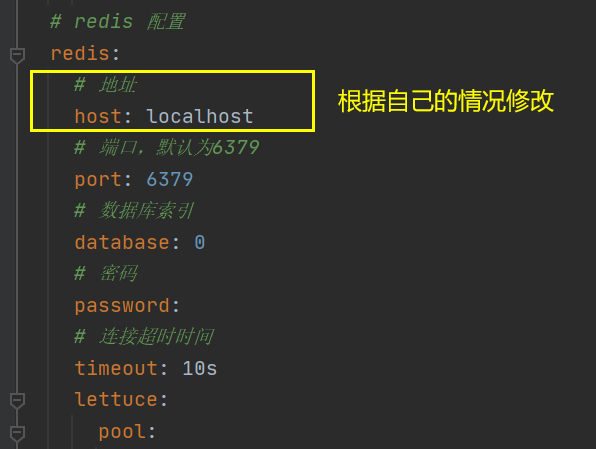 # redis 配置
redis:
# 地址
host: localhost
根据自己的情况修改
# 端口，默认为6379
port: 6379
# 数据库索引
database: 0
# 密码
password:
# 连接超时时间
timeout: 10s
lettuce:
pool: